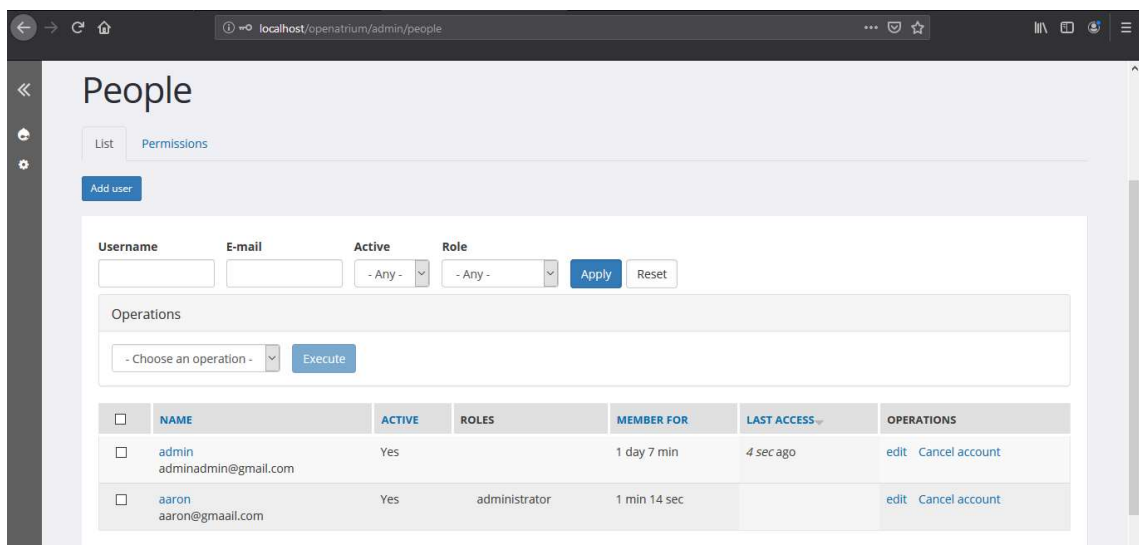 localhost/openatrium/admin/people
People
List Permissions
Add user
Username E-mail Active Role
- Any - - Any - Apply Reset
Operations
- Choose an operation - Execute
NAME ACTIVE ROLES MEMBER FOR LAST ACCESS OPERATIONS
admin Yes 1 day 7 min 4 sec ago edit Cancel account
adminadmin@gmail.com
aaron Yes administrator 1 min 14 sec edit Cancel account
aaron@gmaail.com